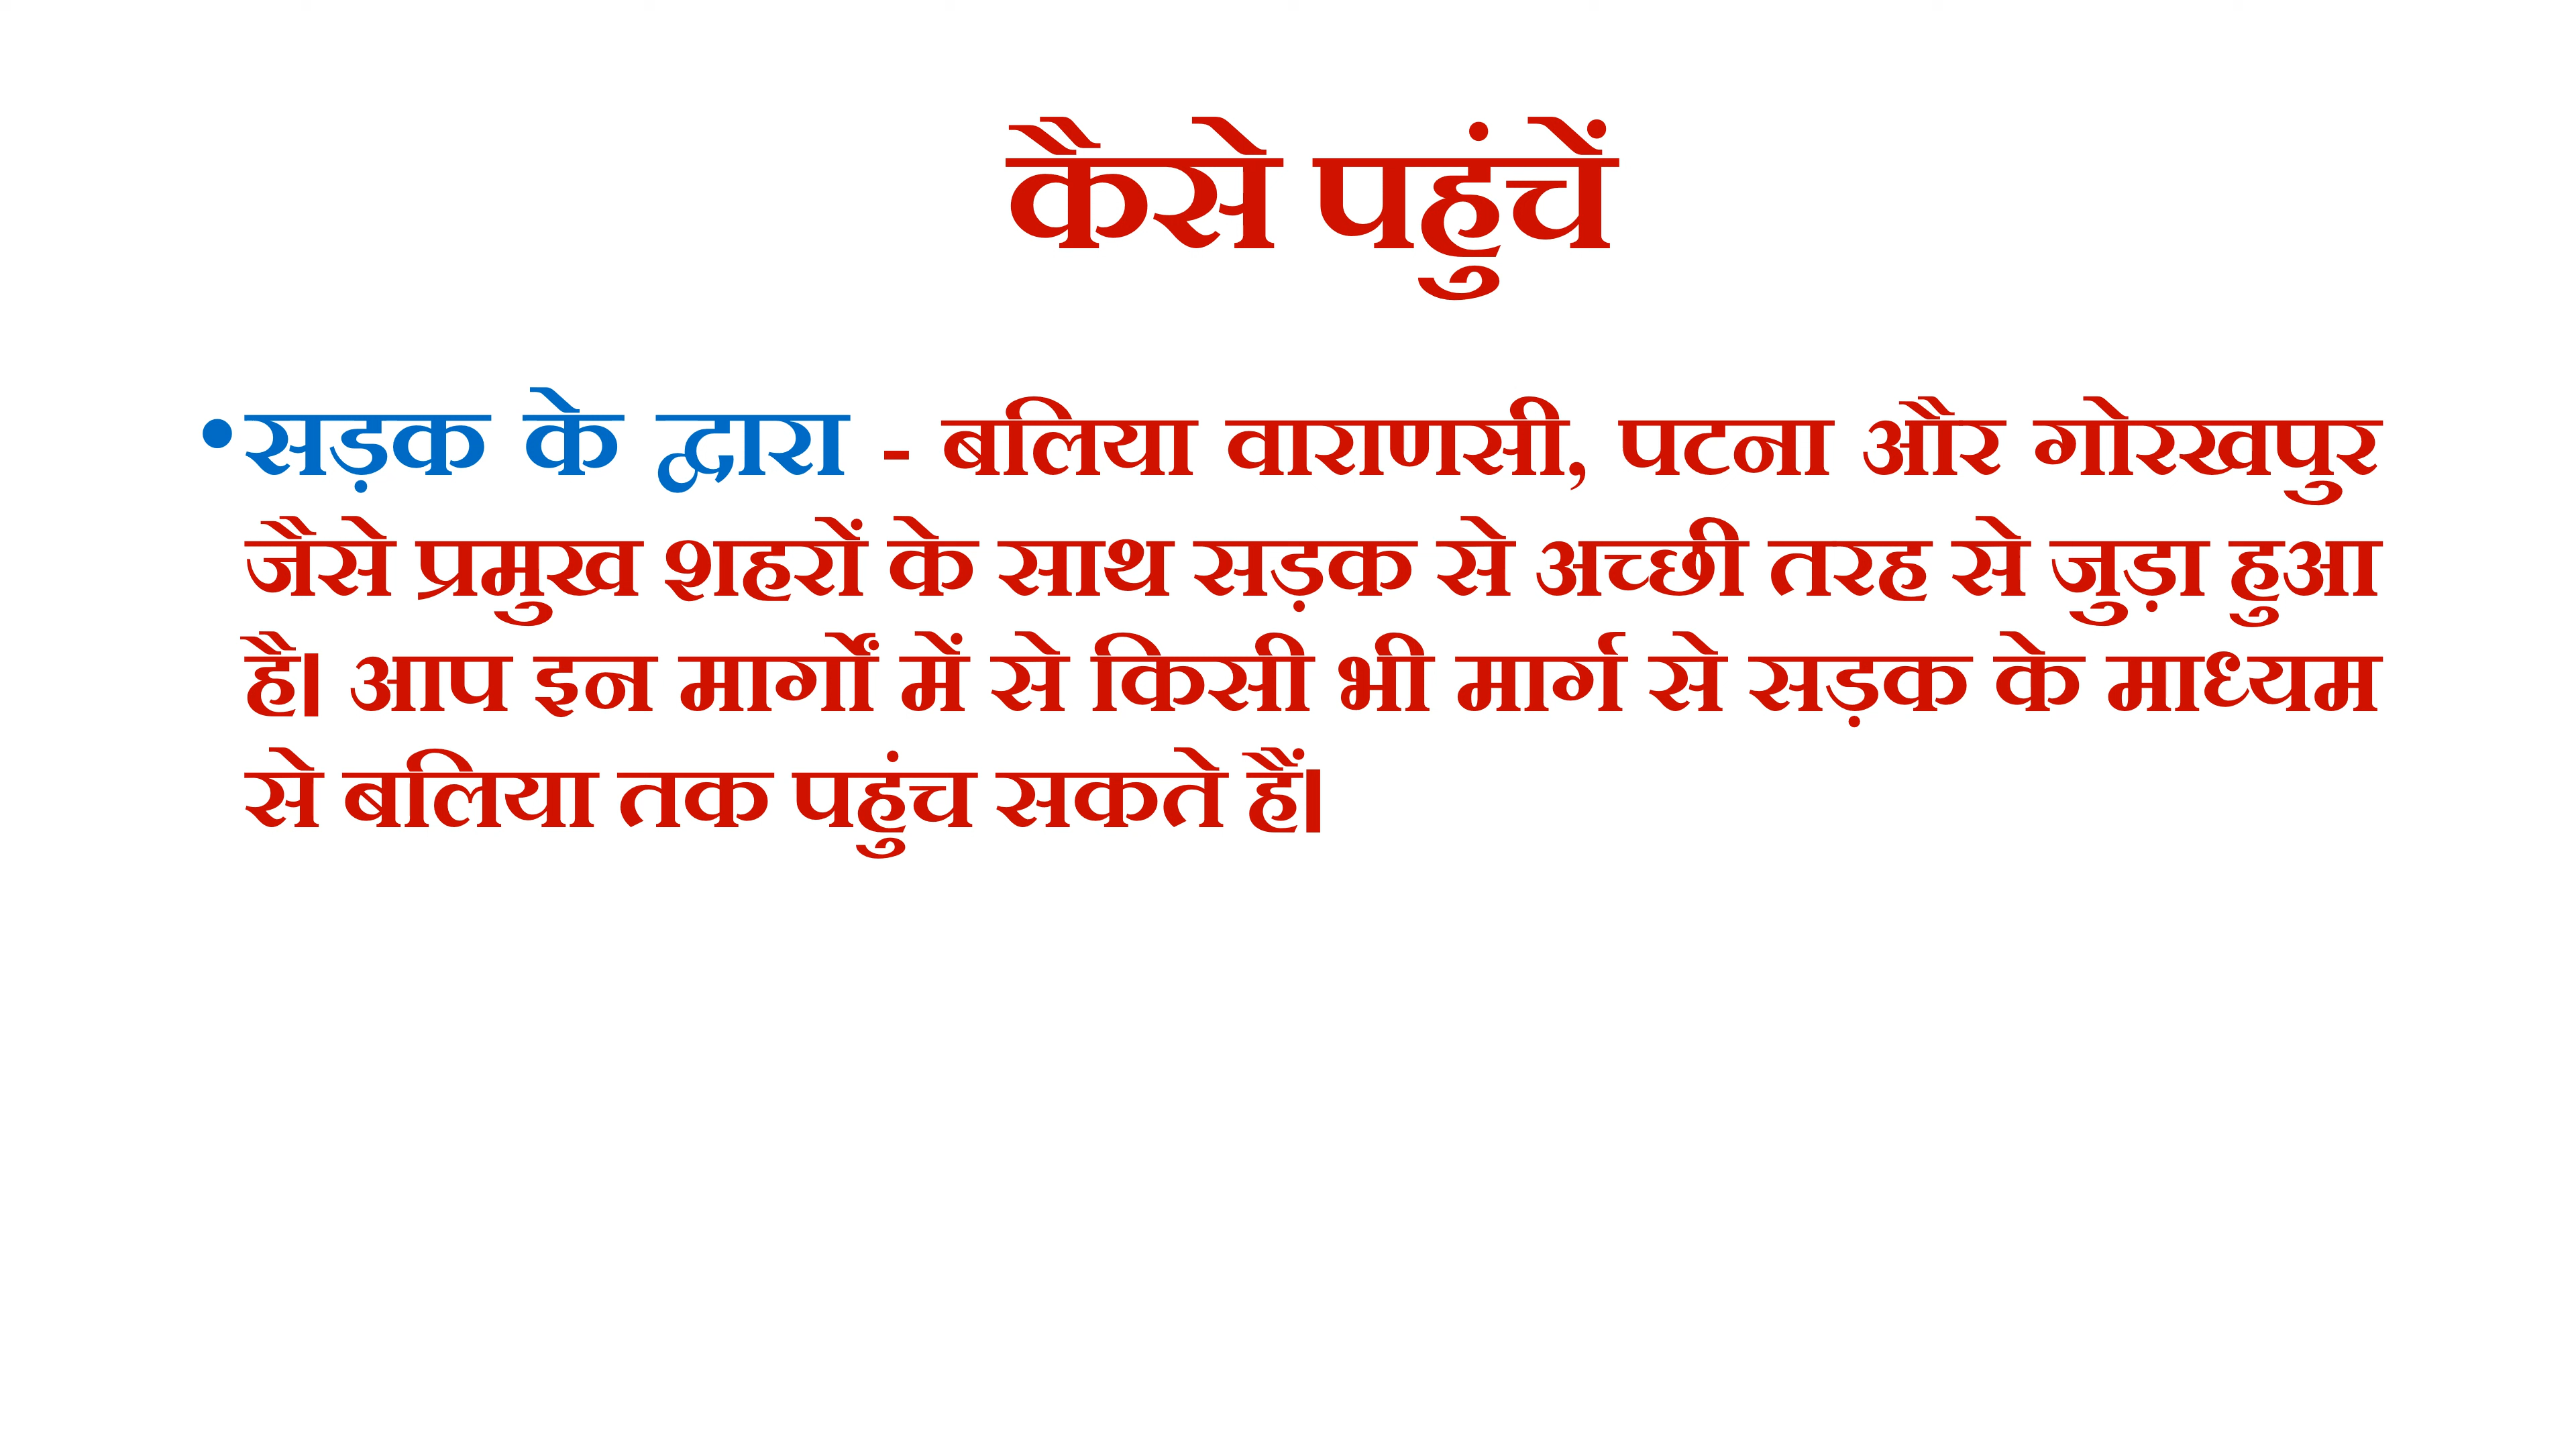 कैसे पहुंचें
•सड़क के द्वारा - बलिया वाराणसी, पटना और गोरखपुर
जैसे प्रमुख शहरों के साथ सड़क से अच्छी तरह से जुड़ा हुआ
है। आप इन मार्गों में से किसी भी मार्ग से सड़क के माध्यम
से बलिया तक पहुंच सकते हैं।